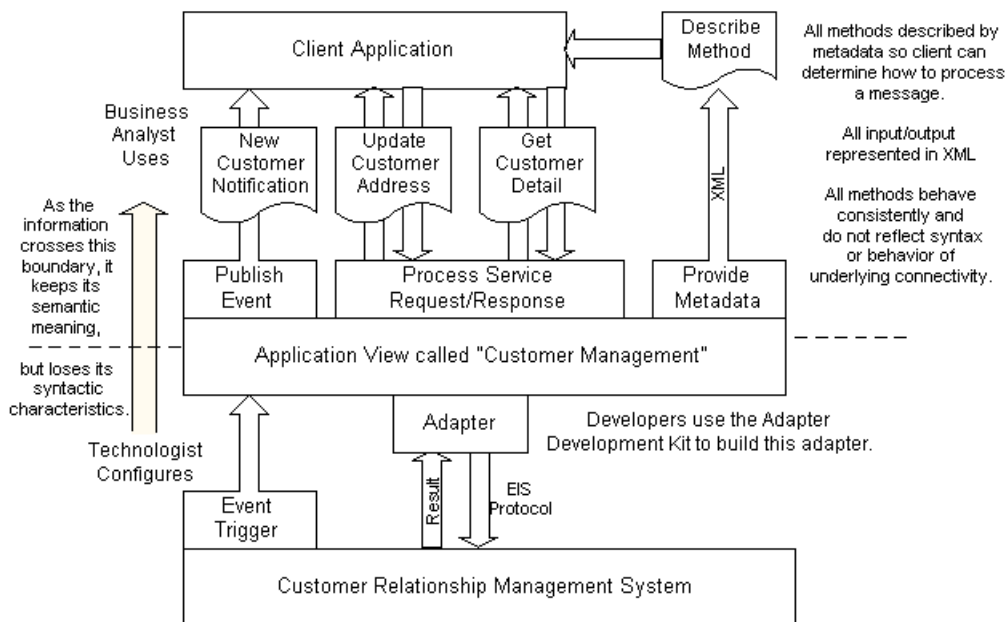 Client Application
Describe
Method
All methods described by
metadata so client can
determine how to process
a message.
All input/output
represented in XML
All methods behave
consistently and
do not reflect syntax
or behavior of
underlying connectivity.
Business
Analyst
Uses
New
Customer
Notification
Update
Customer
Address
Get
Customer
Detail
XML
As the
information
crosses this
boundary, it
keeps its
semantic
meaning,
but loses its
syntactic
characteristics.
Technologist
Configures
Publish
Event
Process Service
Request/Response
Provide
Metadata
Application View called "Customer Management"
Adapter
Developers use the Adapter
Development Kit to build this adapter.
Event
Trigger
Result
EIS
Protocol
Customer Relationship Management System